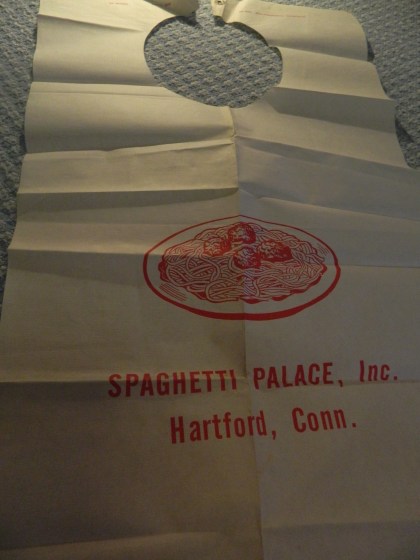 SPAGHETTI PALACE, Inc.
Hartford, Conn.